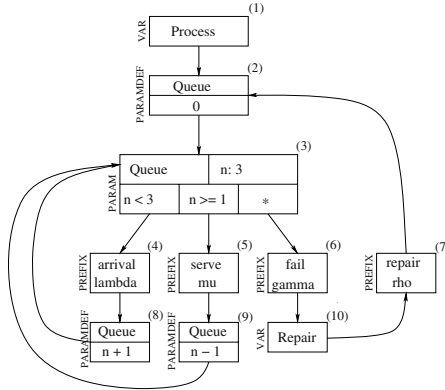 (1)
VAR
Process
(2)
PARAMDEF
Queue
0
(3)
PARAM
Queue
n: 3
n < 3
n >= 1
*
(4)
PREFIX
arrival
lambda
(5)
PREFIX
serve
mu
(6)
PREFIX
fail
gamma
(7)
PREFIX
repair
rho
(8)
PARAMDEF
Queue
n + 1
(9)
PARAMDEF
Queue
n − 1
(10)
VAR
Repair